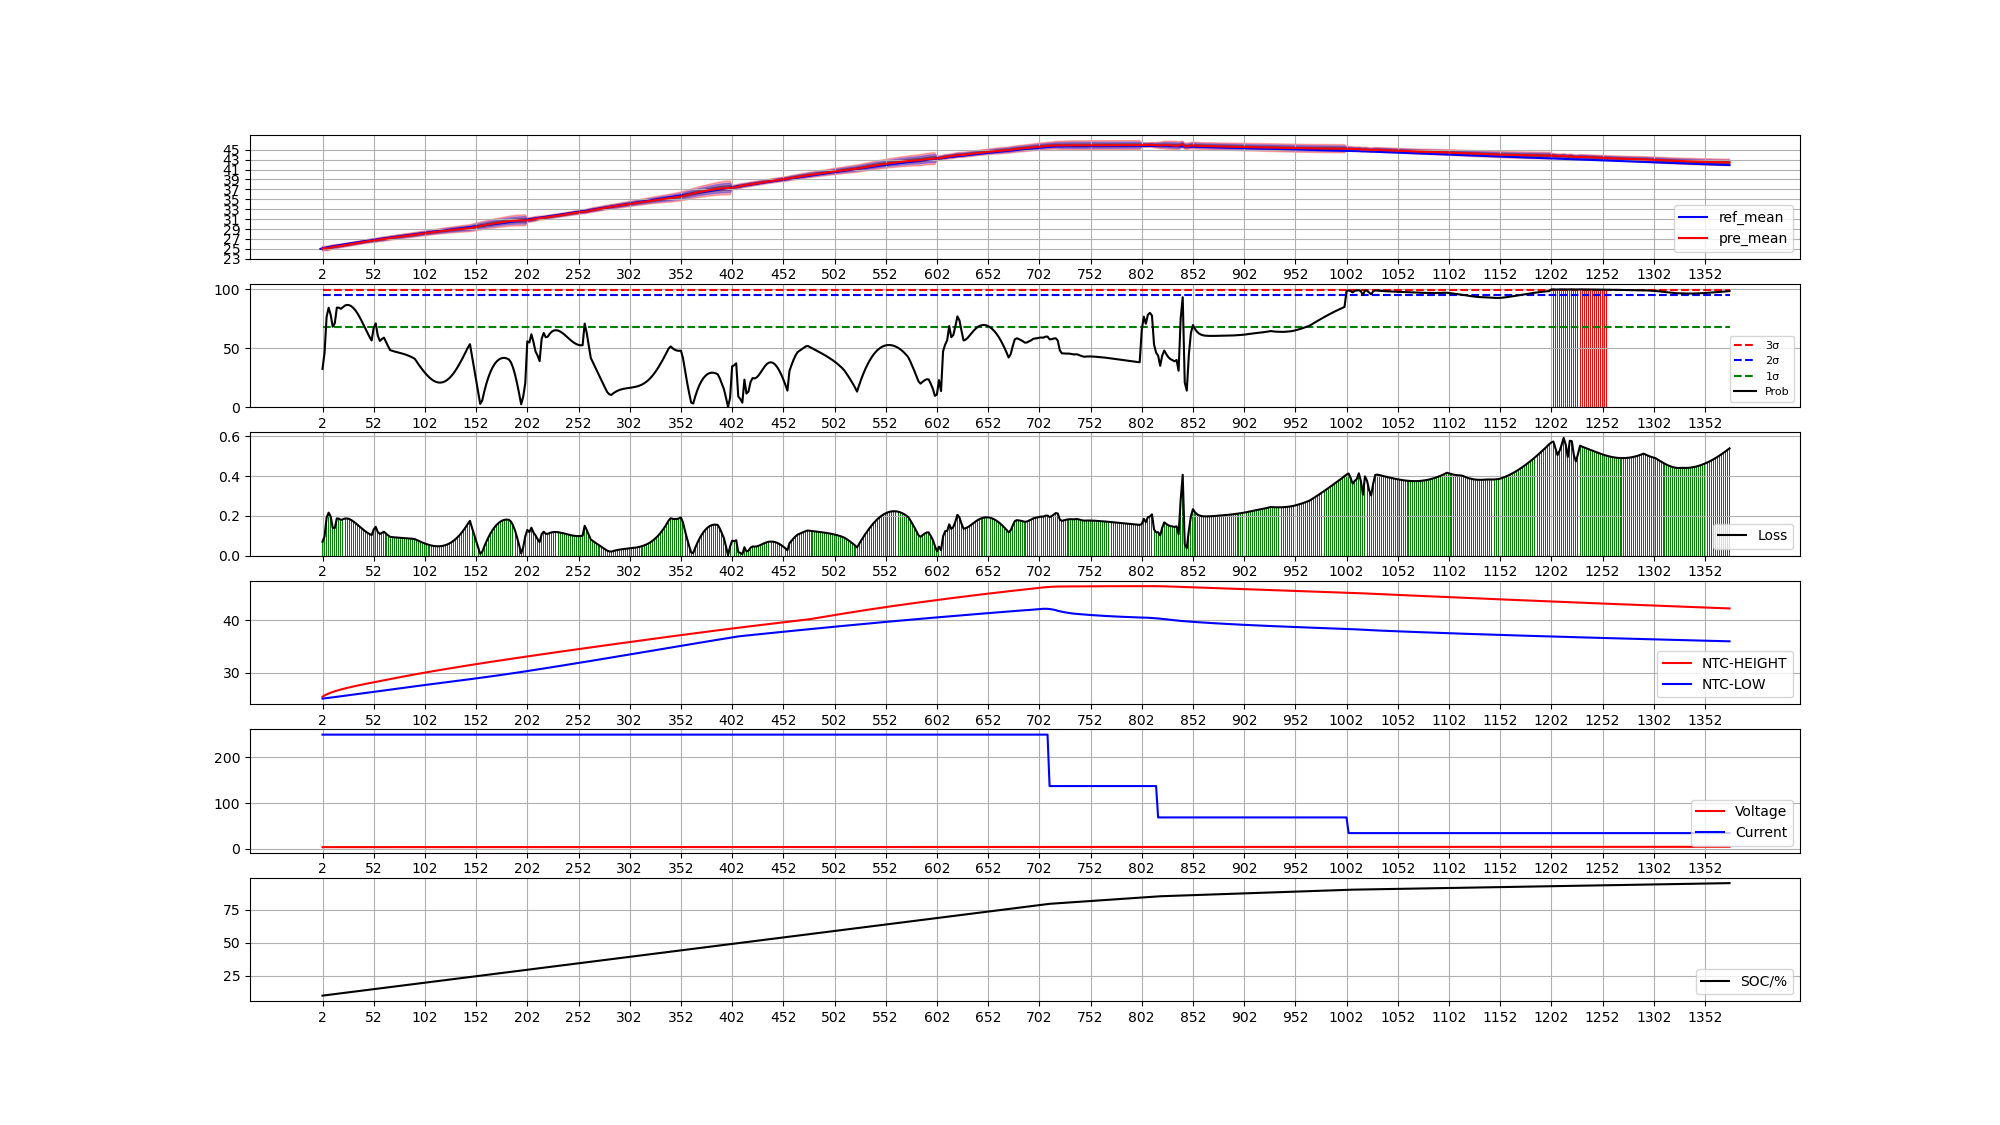 45
43
41
39
37
35
33
31
29
27
25
23
ref_mean
pre_mean
2 52 102 152 202 252 302 352 402 452 502 552 602 652 702 752 802 852 902 952 1002 1052 1102 1152 1202 1252 1302 1352
100
50
0
3σ
2σ
1σ
Prob
2 52 102 152 202 252 302 352 402 452 502 552 602 652 702 752 802 852 902 952 1002 1052 1102 1152 1202 1252 1302 1352
0.6
0.4
0.2
0.0
Loss
2 52 102 152 202 252 302 352 402 452 502 552 602 652 702 752 802 852 902 952 1002 1052 1102 1152 1202 1252 1302 1352
40
30
NTC-HEIGHT
NTC-LOW
2 52 102 152 202 252 302 352 402 452 502 552 602 652 702 752 802 852 902 952 1002 1052 1102 1152 1202 1252 1302 1352
200
100
0
Voltage
Current
2 52 102 152 202 252 302 352 402 452 502 552 602 652 702 752 802 852 902 952 1002 1052 1102 1152 1202 1252 1302 1352
75
50
25
SOC/%
2 52 102 152 202 252 302 352 402 452 502 552 602 652 702 752 802 852 902 952 1002 1052 1102 1152 1202 1252 1302 1352